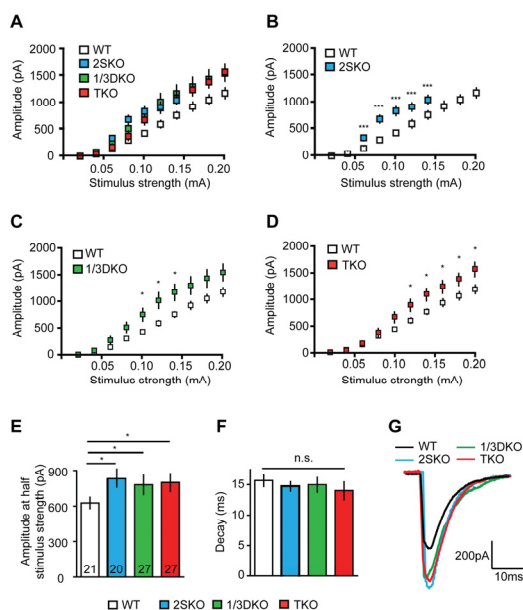 A
WT
2SKO
1/3DKO
TKO
Amplitude (pA)
2000
1500
1000
500
0
0.05 0.10 0.15 0.20
Stimulus strength (mA)
B
WT
2SKO
Amplitude (pA)
2000
1500
1000
500
0
*** --- *** *** ***
0.05 0.10 0.15 0.20
Stimulus strength (mA)
C
WT
1/3DKO
Amplitude (pA)
2000
1500
1000
500
0
* * *
0.05 0.10 0.15 0.20
Stimulus strength (mA)
D
WT
TKO
Amplitude (pA)
2000
1500
1000
500
0
* * * * *
0.05 0.10 0.15 0.20
Stimulus strength (mA)
E
Amplitude at half
stimulus strength (pA)
900
600
300
0
*
*
*
21 20 27 27
F
n.s.
Decay (ms)
15
10
5
0
G
WT 1/3DKO
2SKO TKO
200pA
10ms
WT 2SKO 1/3DKO TKO